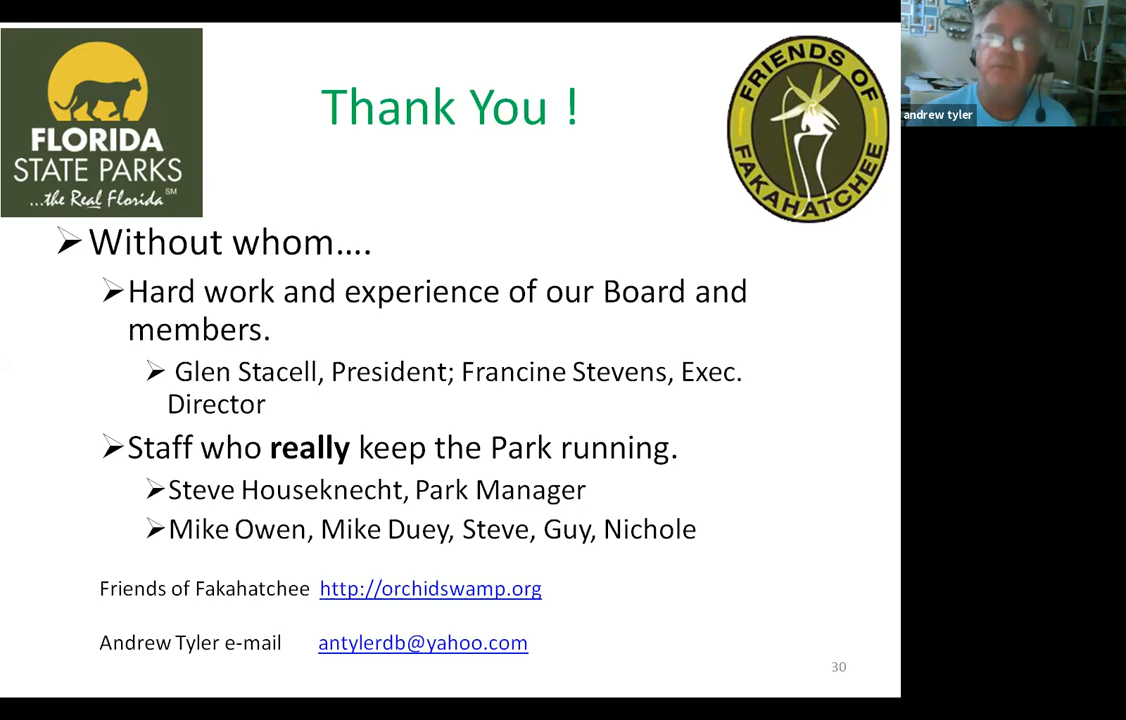 FLORIDA
STATE PARKS
...the Real Florida SM
Thank You !
FRIENDS OF
FAKAHATCHEE
andrew tyler
Without whom....
Hard work and experience of our Board and
members.
Glen Stacell, President; Francine Stevens, Exec.
Director
Staff who really keep the Park running.
Steve Houseknecht, Park Manager
Mike Owen, Mike Duey, Steve, Guy, Nichole
Friends of Fakahatchee http://orchidswamp.org
Andrew Tyler e-mail antylerdb@yahoo.com
30